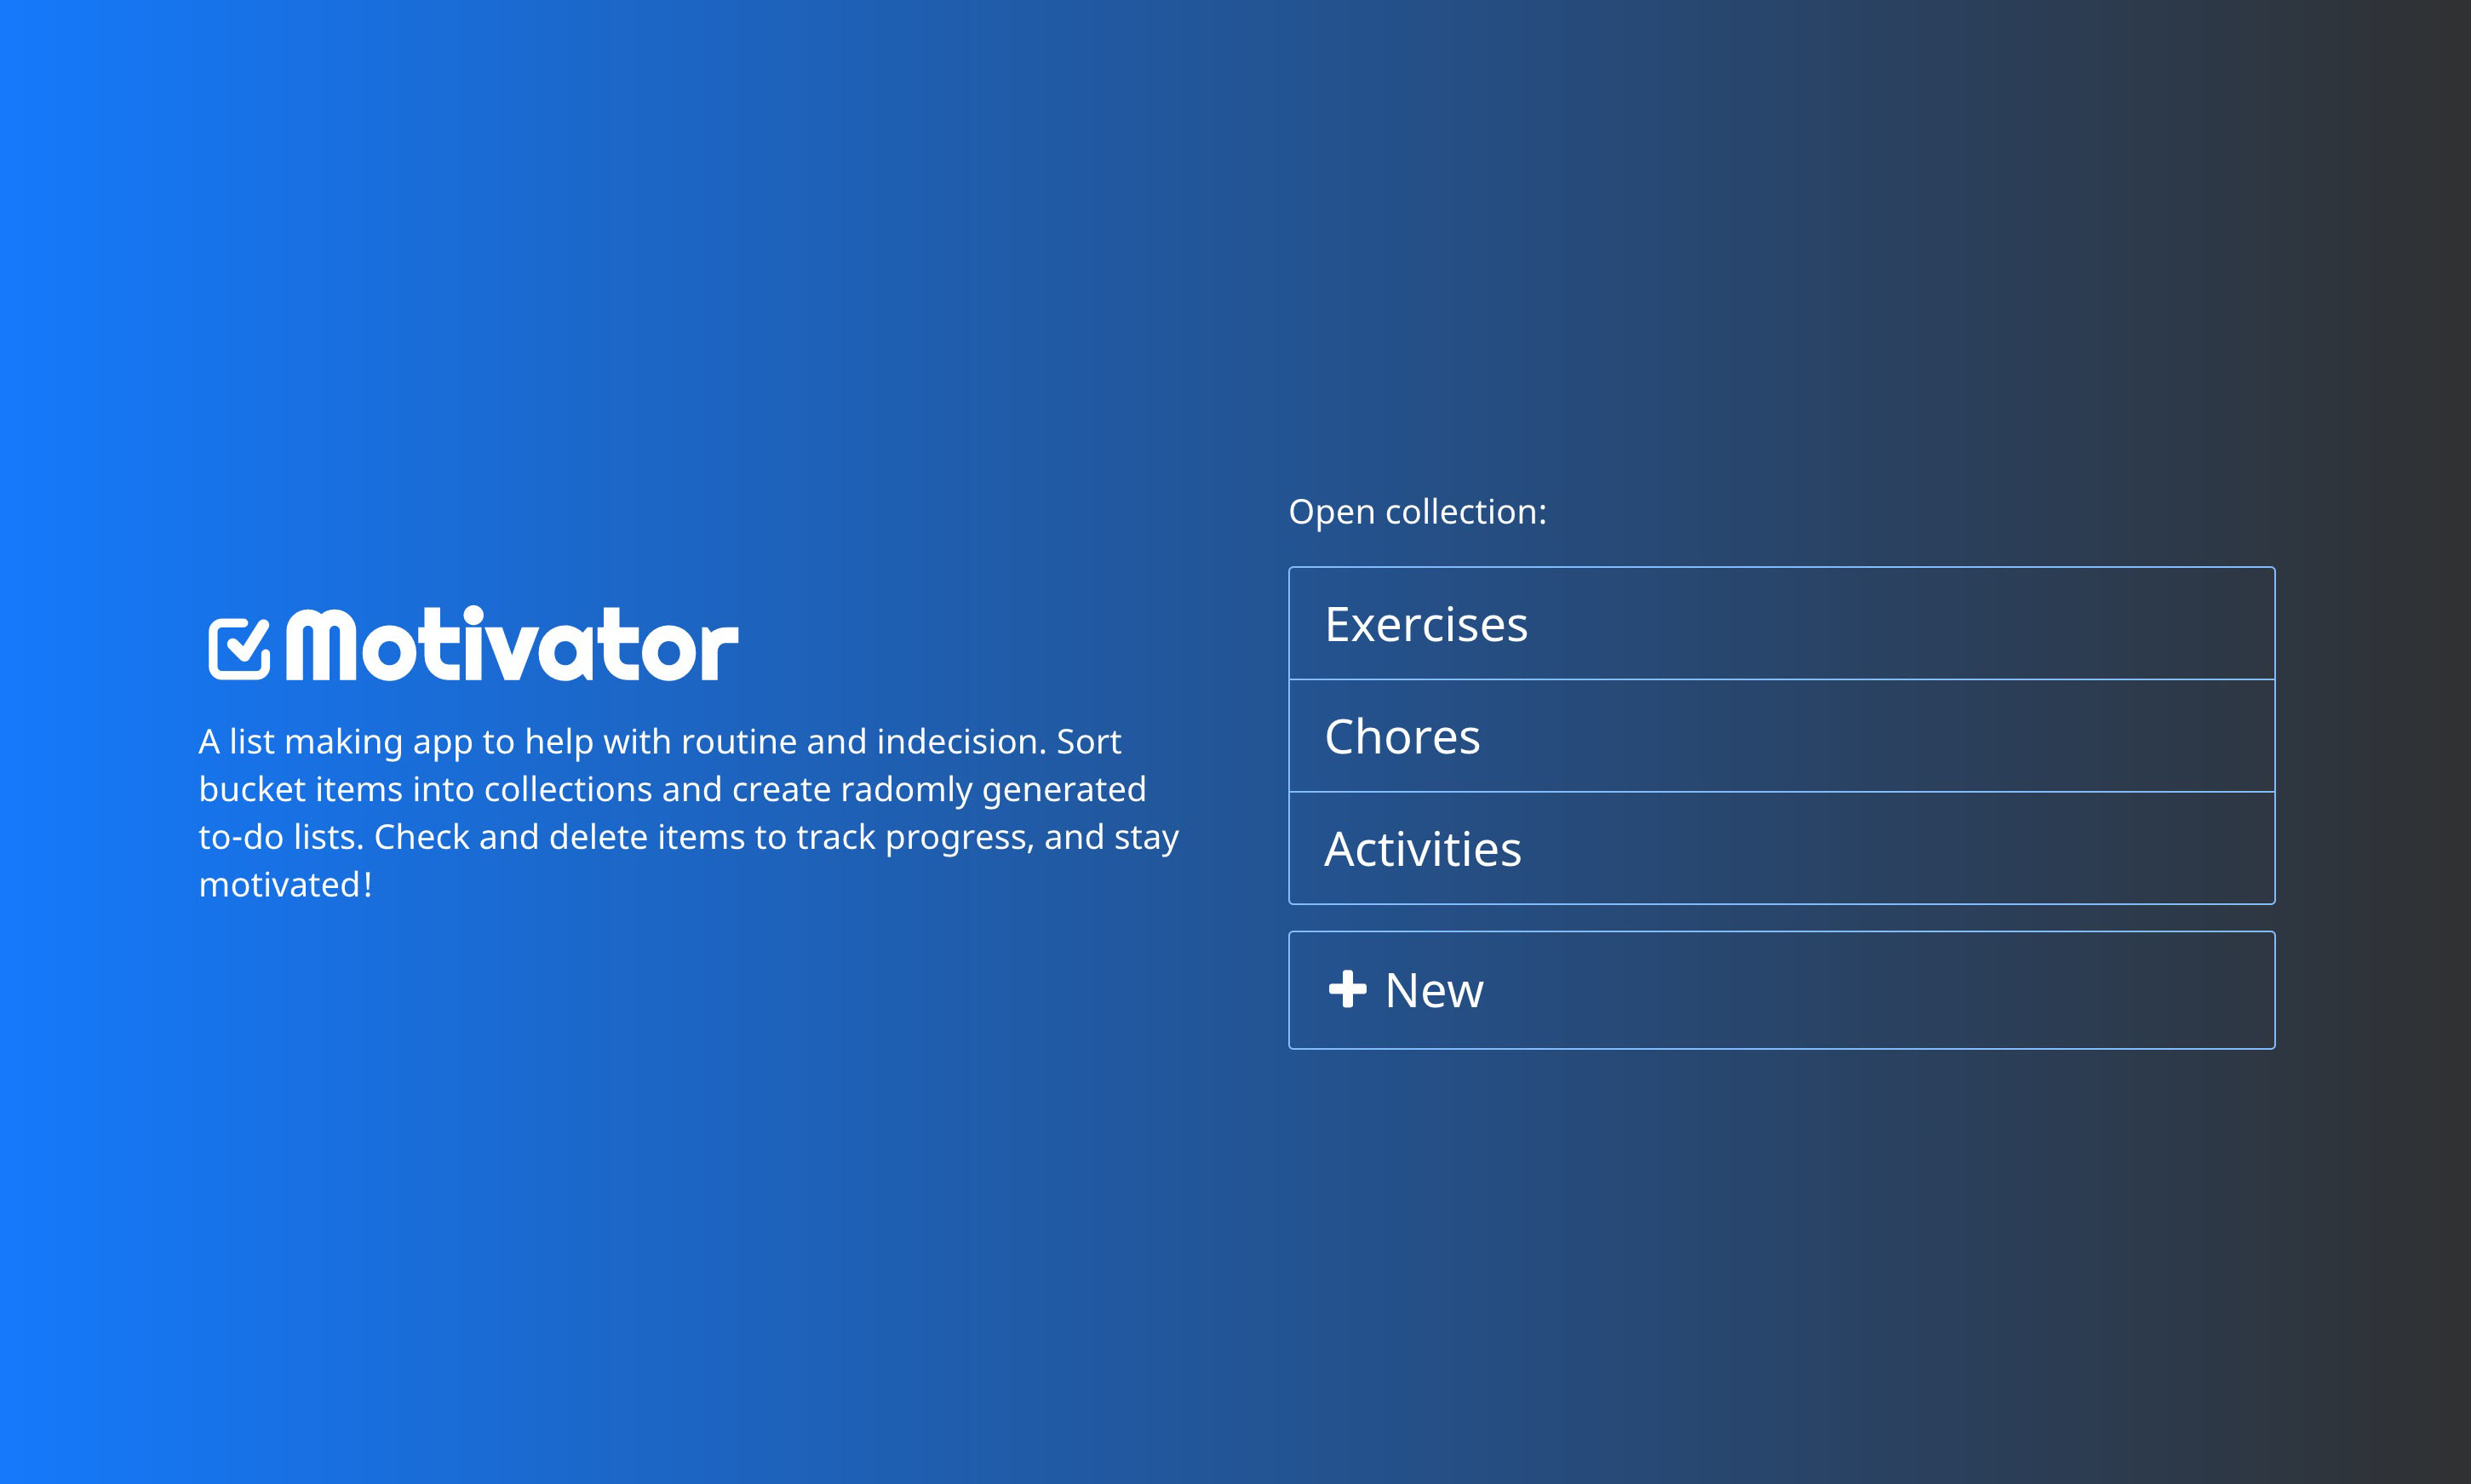 Motivator
A list making app to help with routine and indecision. Sort
bucket items into collections and create radomly generated
to-do lists. Check and delete items to track progress, and stay
motivated!
Open collection:
Exercises
Chores
Activities
New